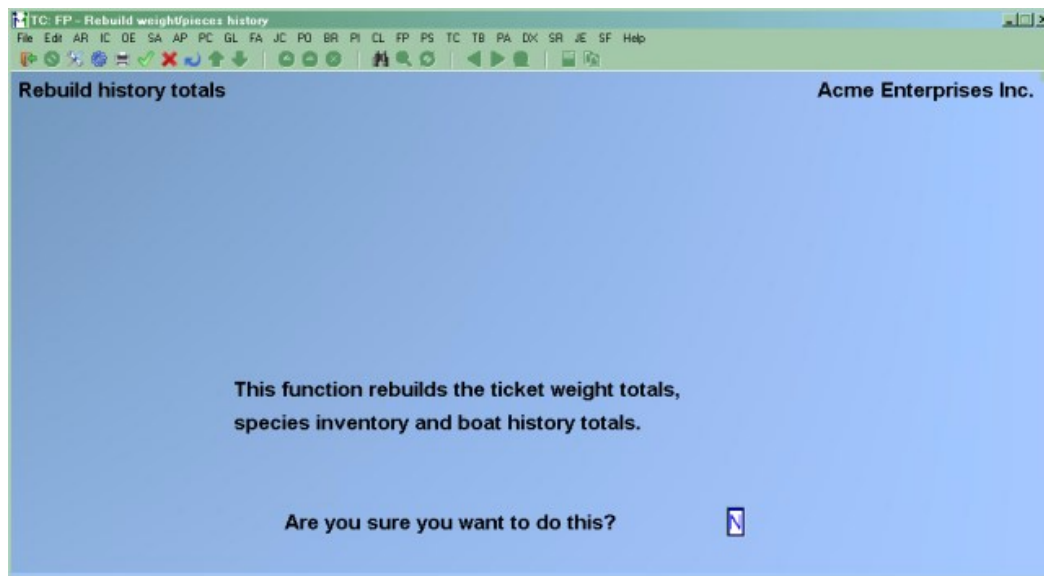 TC: FP - Rebuild weight/pieces history
File Edit AR IC OE SA AP PC GL FA JC PO BR PI CL FP PS TC TB PA DX SR JE SF Help
Rebuild history totals
Acme Enterprises Inc.
This function rebuilds the ticket weight totals,
species inventory and boat history totals.
Are you sure you want to do this? N